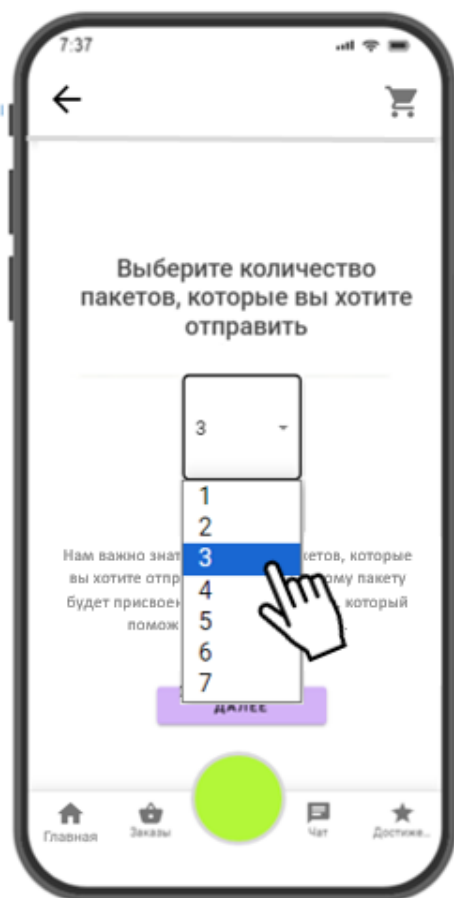 7:37
Выберите количество
пакетов, которые вы хотите
отправить
3
1
2
3
4
5
6
7
Нам важно знат кетов, которые
вы хотите отпр ому пакету
будет присвоен , который
помож
ДАЛЕЕ
Главная Заказы Чат Достиже...